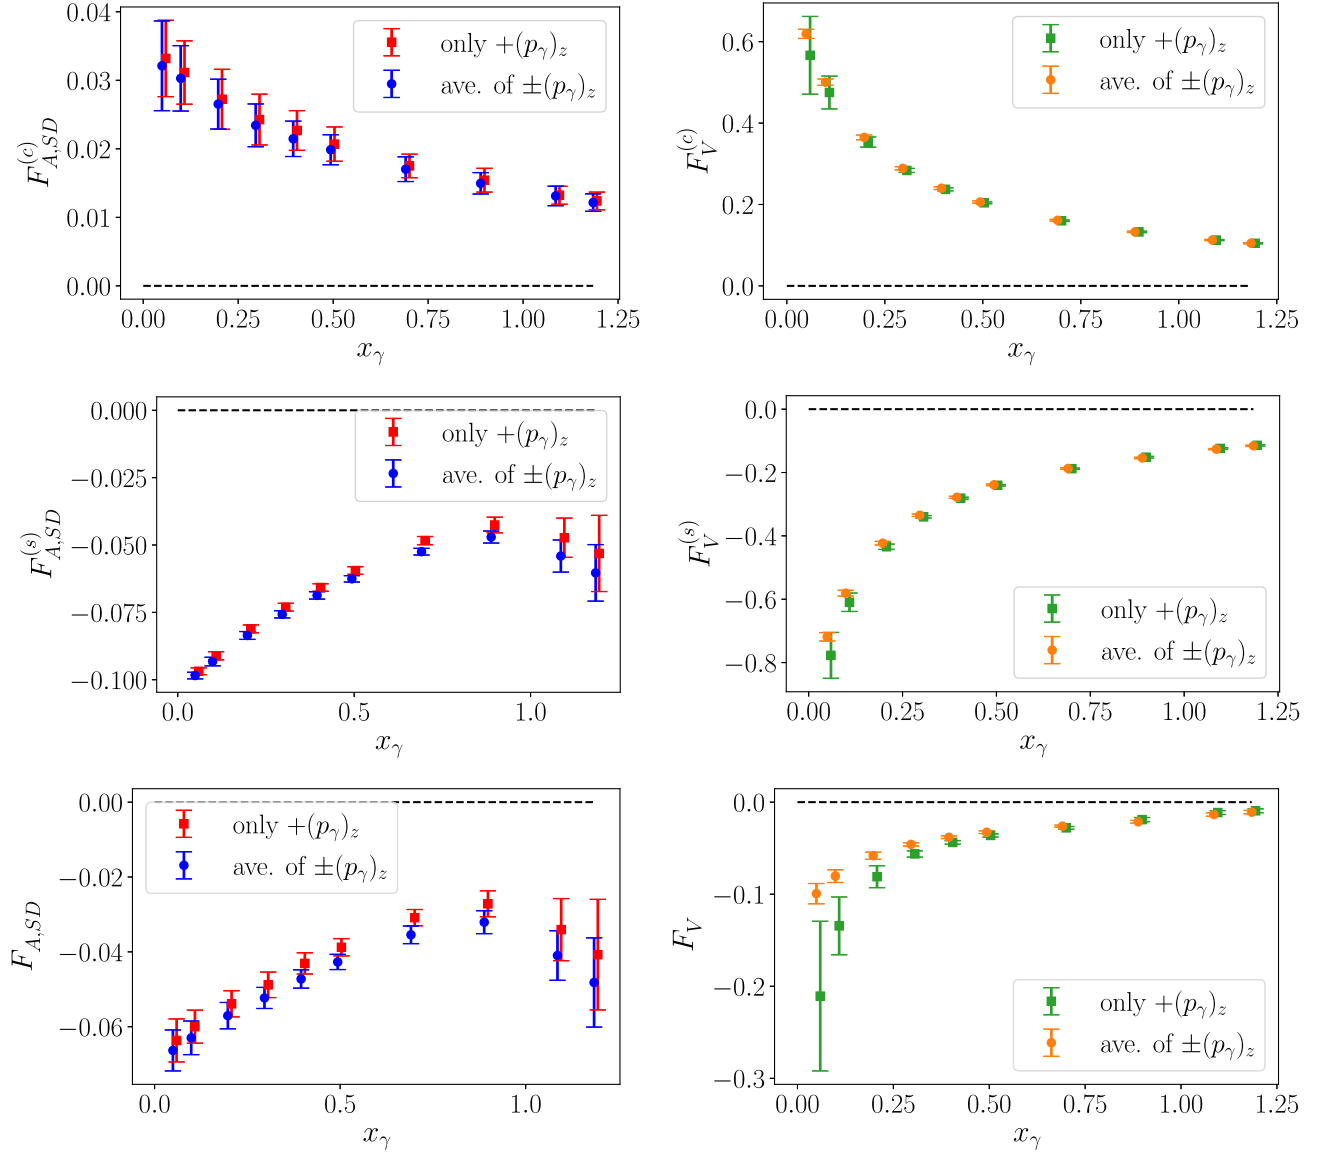 0.04
0.03
0.02
0.01
0.00
F_{A,SD}^{(c)}
only +(p_γ)_z
ave. of ±(p_γ)_z
0.00 0.25 0.50 0.75 1.00 1.25
x_γ
0.6
0.4
0.2
0.0
F_V^{(c)}
only +(p_γ)_z
ave. of ±(p_γ)_z
0.00 0.25 0.50 0.75 1.00 1.25
x_γ
0.000
−0.025
−0.050
−0.075
−0.100
F_{A,SD}^{(s)}
only +(p_γ)_z
ave. of ±(p_γ)_z
0.0 0.5 1.0
x_γ
0.0
−0.2
−0.4
−0.6
−0.8
F_V^{(s)}
only +(p_γ)_z
ave. of ±(p_γ)_z
0.00 0.25 0.50 0.75 1.00 1.25
x_γ
0.00
−0.02
−0.04
−0.06
F_{A,SD}
only +(p_γ)_z
ave. of ±(p_γ)_z
0.0 0.5 1.0
x_γ
0.0
−0.1
−0.2
−0.3
F_V
only +(p_γ)_z
ave. of ±(p_γ)_z
0.00 0.25 0.50 0.75 1.00 1.25
x_γ